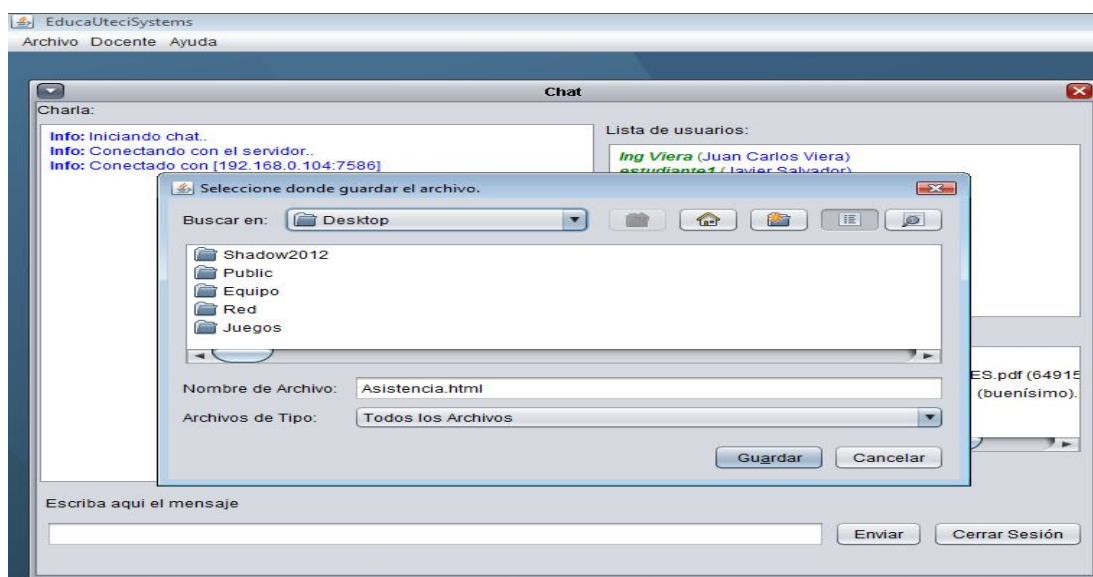 EducaUteciSystems
Archivo Docente Ayuda
Chat
Charla:
Info: Iniciando chat..
Info: Conectando con el servidor..
Info: Conectado con [192.168.0.104:7586]
Lista de usuarios:
Ing Viera (Juan Carlos Viera)
estudiante1 (Javier Salvador)
Seleccione donde guardar el archivo.
Buscar en: Desktop
Shadow2012
Public
Equipo
Red
Juegos
Nombre de Archivo: Asistencia.html
Archivos de Tipo: Todos los Archivos
Guardar Cancelar
ES.pdf (64915
(buenísimo).
Escriba aqui el mensaje
Enviar Cerrar Sesión